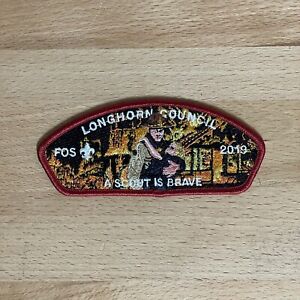 LONGHORN COUNCIL
FOS 2019
A SCOUT IS BRAVE